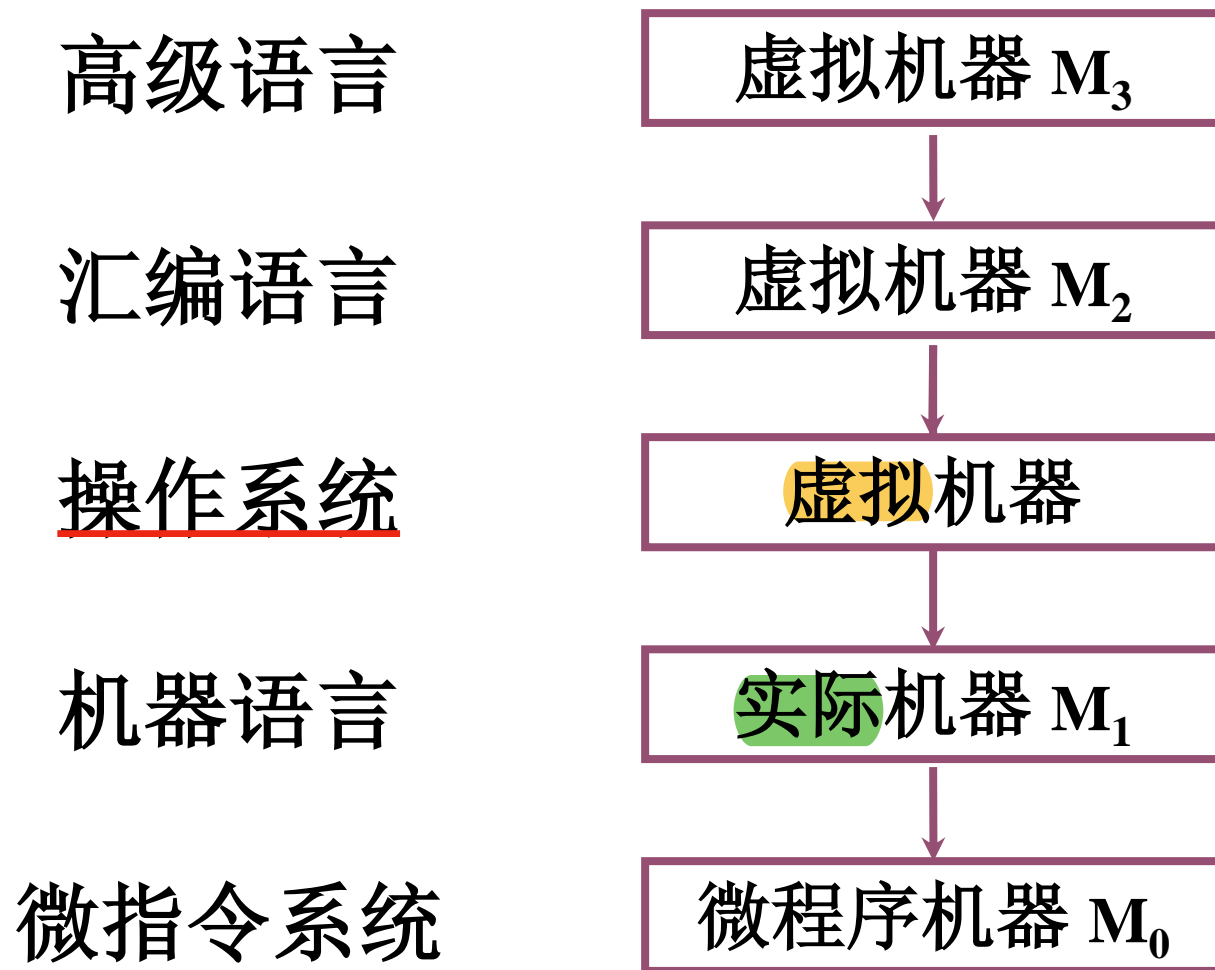 高级语言 虚拟机器 M₃
汇编语言 虚拟机器 M₂
操作系统 虚拟机器
机器语言 实际机器 M₁
微指令系统 微程序机器 M₀